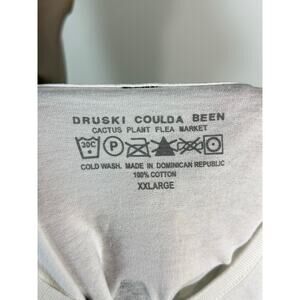 DRUSKI COULDA BEEN
CACTUS PLANT FLEA MARKET
30C P
COLD WASH. MADE IN DOMINICAN REPUBLIC
100% COTTON
XXLARGE